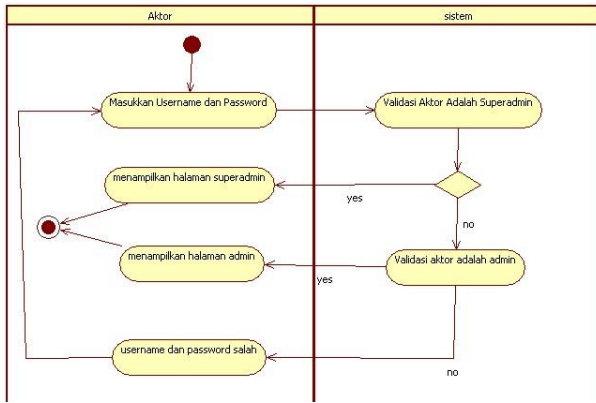 Aktor
sistem
Masukkan Username dan Password
Validasi Aktor Adalah Superadmin
menampilkan halaman superadmin
yes
no
menampilkan halaman admin
Validasi aktor adalah admin
yes
username dan password salah
no